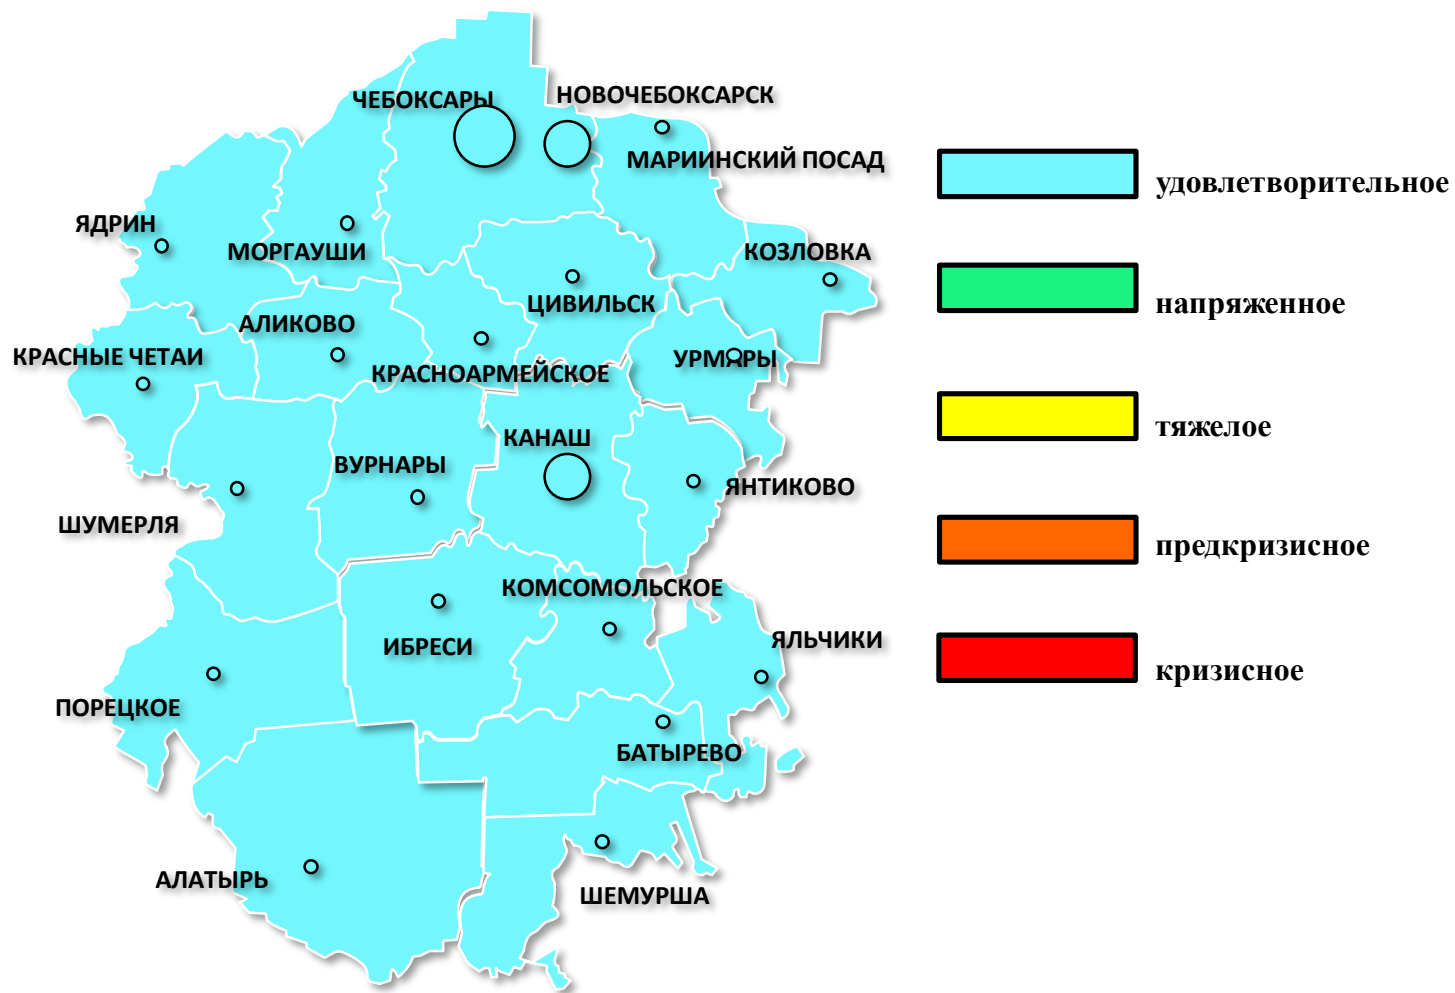 ЧЕБОКСАРЫ
НОВОЧЕБОКСАРСК
МАРИИНСКИЙ ПОСАД
ЯДРИН
МОРГАУШИ
КОЗЛОВКА
ЦИВИЛЬСК
АЛИКОВО
КРАСНЫЕ ЧЕТАИ
КРАСНОАРМЕЙСКОЕ
УРМАРЫ
КАНАШ
ВУРНАРЫ
ЯНТИКОВО
ШУМЕРЛЯ
КОМСОМОЛЬСКОЕ
ИБРЕСИ
ЯЛЬЧИКИ
ПОРЕЦКОЕ
БАТЫРЕВО
АЛАТЫРЬ
ШЕМУРША
удовлетворительное
напряженное
тяжелое
предкризисное
кризисное